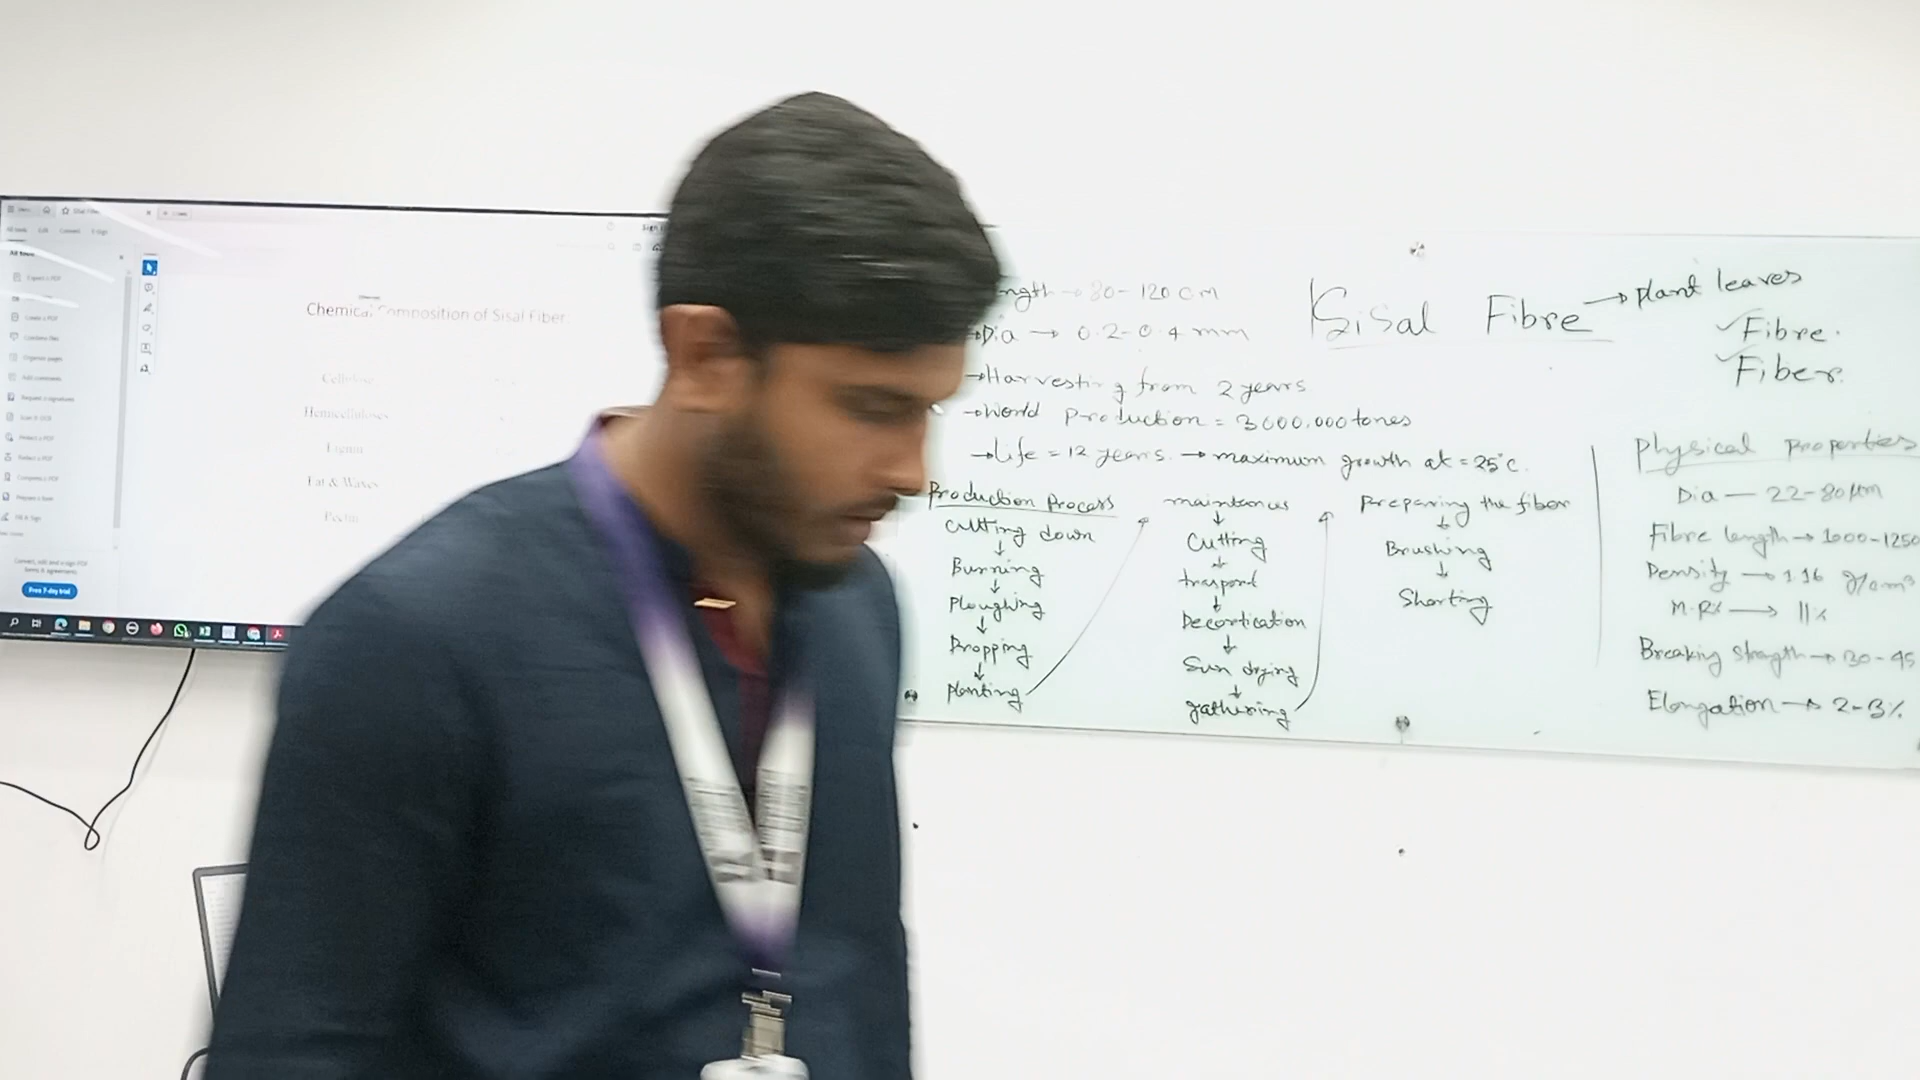 Chemical Composition of Sisal Fiber
Cellulose
Hemicelluloses
Lignin
Fat & Waxes
Pectin
Free 7-day trial
Sisal Fibre → plant leaves
✓ Fibre.
✓ Fiber.
ngth → 80-120 cm
→ Dia → 0.2-0.4 mm
→ Harvesting from 2 years
→ World Production = 3000,000 tones
→ Life = 12 years. → maximum growth at = 25°c.
Production Process
Cutting down
↓
Burning
↓
Ploughing
↓
Dropping
↓
Planting
maintances
↓
Cutting
↓
traspord
↓
Decortication
↓
Sun drying
↓
gathering
Preparing the fiber
↓
Brushing
↓
Shorting
Physical Properties
Dia — 22-80 µm
Fibre length → 1000-1250
Density → 1.16 g/cm³
M.R% → 11%
Breaking Strength → 30-45
Elongation → 2-3%